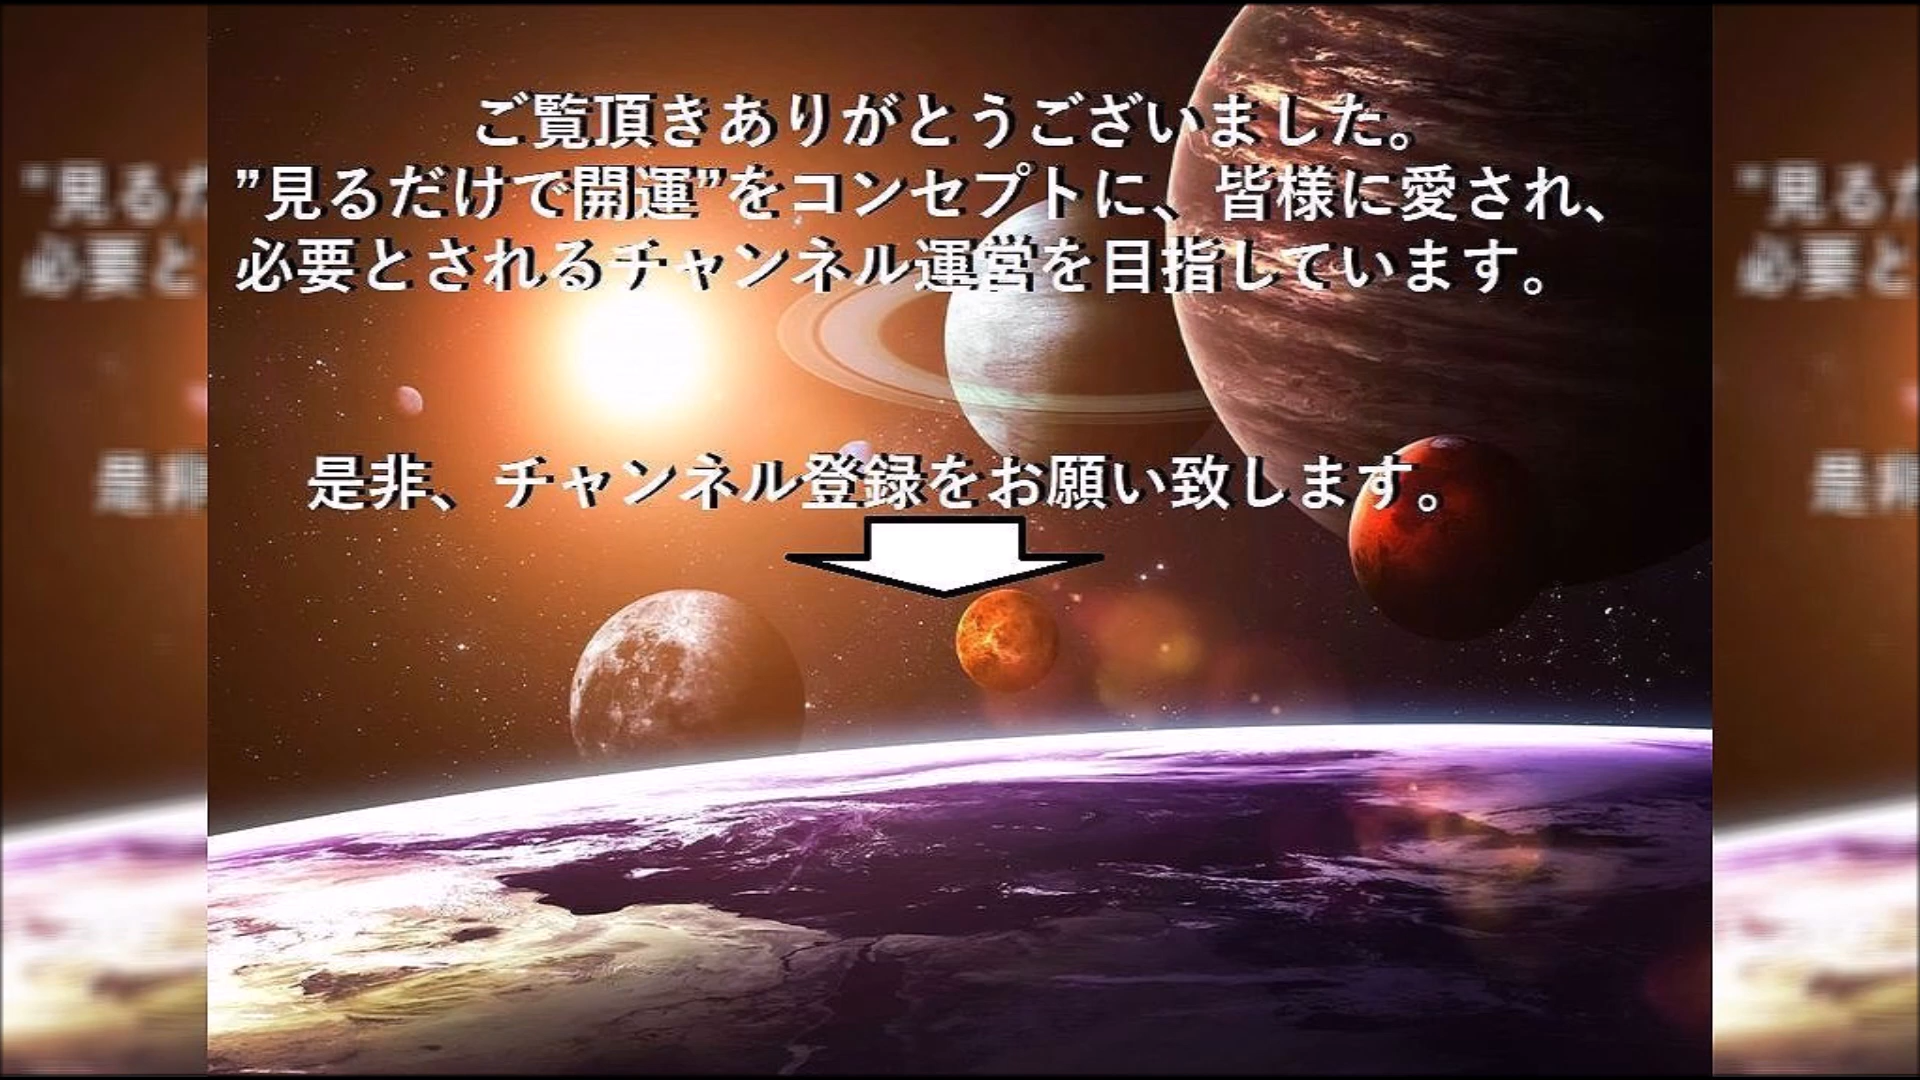 ご覧頂きありがとうございました。
”見るだけで開運”をコンセプトに、皆様に愛され、
必要とされるチャンネル運営を目指しています。
是非、チャンネル登録をお願い致します。